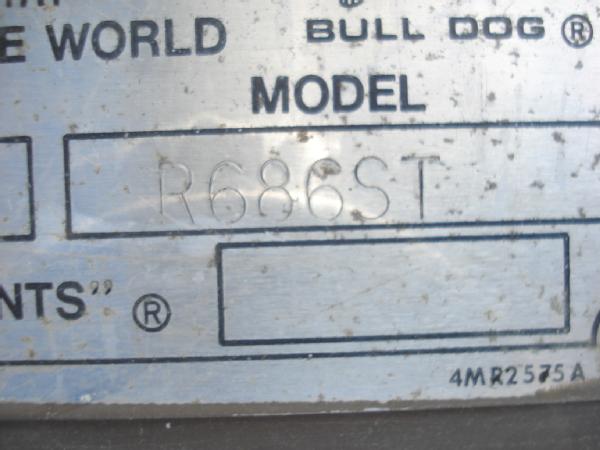 E WORLD
BULL DOG ®
MODEL
R686ST
NTS” ®
4MR2575A